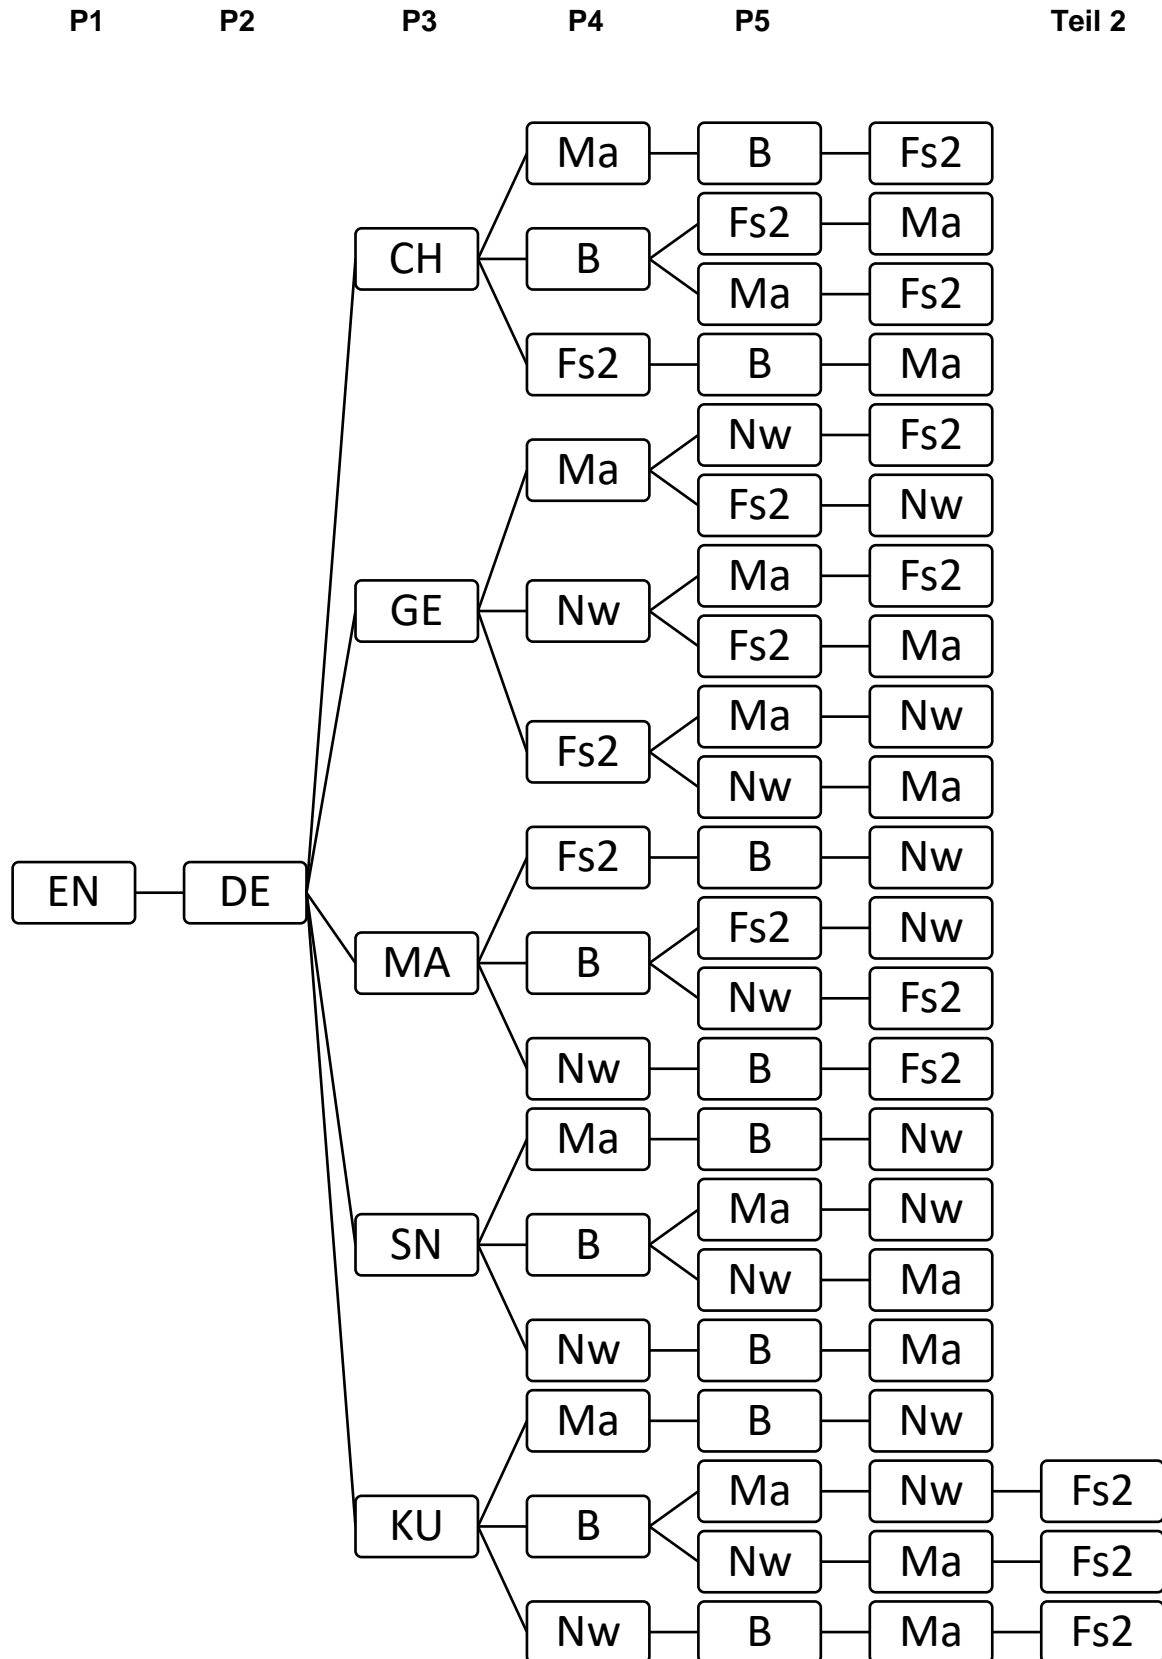 P1 P2 P3 P4 P5 Teil 2
Ma B Fs2
Fs2 Ma
CH B
Ma Fs2
Fs2 B Ma
Nw Fs2
Ma
Fs2 Nw
Ma Fs2
GE Nw
Fs2 Ma
Ma Nw
Fs2
Nw Ma
Fs2 B Nw
EN DE
Fs2 Nw
MA B
Nw Fs2
Nw B Fs2
Ma B Nw
Ma Nw
SN B
Nw Ma
Nw B Ma
Ma B Nw
Ma Nw Fs2
KU B
Nw Ma Fs2
Nw B Ma Fs2